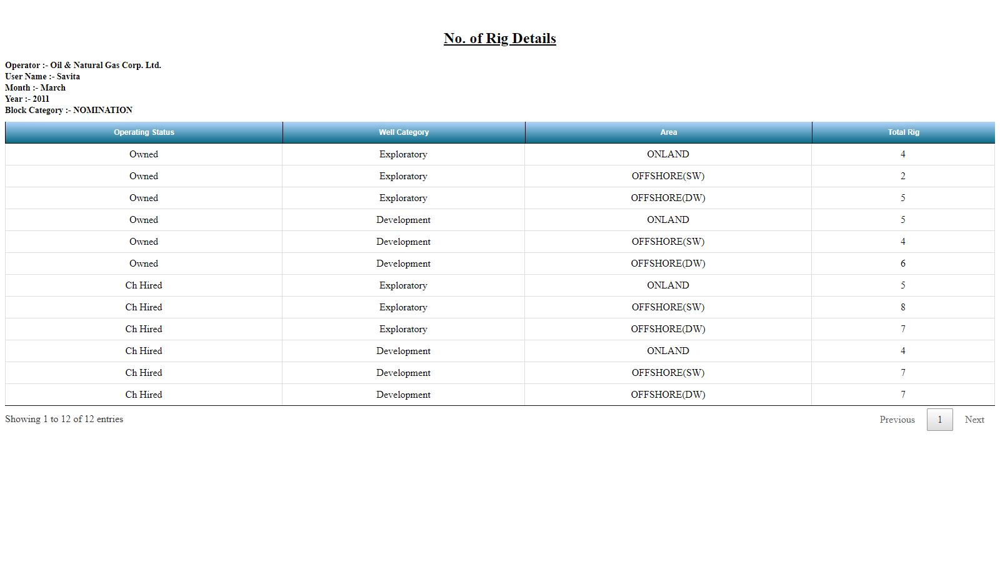 No. of Rig Details
Operator :- Oil & Natural Gas Corp. Ltd.
User Name :- Savita
Month :- March
Year :- 2011
Block Category :- NOMINATION
Operating Status Well Category Area Total Rig
Owned Exploratory ONLAND 4
Owned Exploratory OFFSHORE(SW) 2
Owned Exploratory OFFSHORE(DW) 5
Owned Development ONLAND 5
Owned Development OFFSHORE(SW) 4
Owned Development OFFSHORE(DW) 6
Ch Hired Exploratory ONLAND 5
Ch Hired Exploratory OFFSHORE(SW) 8
Ch Hired Exploratory OFFSHORE(DW) 7
Ch Hired Development ONLAND 4
Ch Hired Development OFFSHORE(SW) 7
Ch Hired Development OFFSHORE(DW) 7
Showing 1 to 12 of 12 entries Previous 1 Next